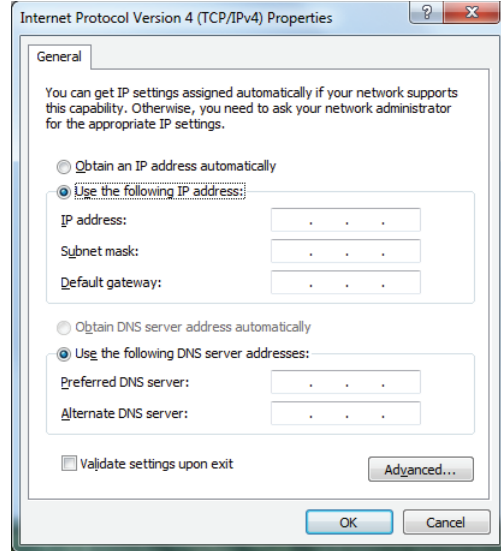 Internet Protocol Version 4 (TCP/IPv4) Properties
General
You can get IP settings assigned automatically if your network supports
this capability. Otherwise, you need to ask your network administrator
for the appropriate IP settings.
Obtain an IP address automatically
Use the following IP address:
IP address:
Subnet mask:
Default gateway:
Obtain DNS server address automatically
Use the following DNS server addresses:
Preferred DNS server:
Alternate DNS server:
Validate settings upon exit
Advanced...
OK Cancel